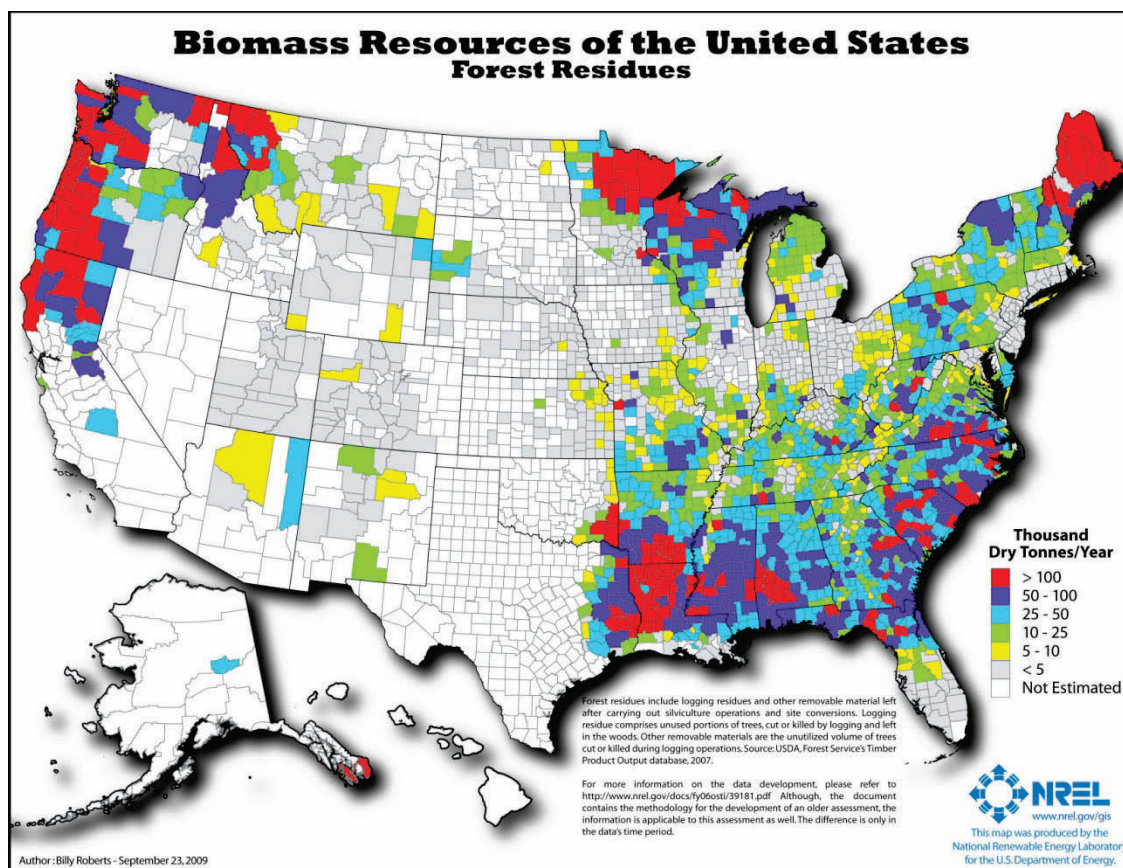 Biomass Resources of the United States
Forest Residues
Thousand
Dry Tonnes/Year
> 100
50 - 100
25 - 50
10 - 25
5 - 10
< 5
Not Estimated
Forest residues include logging residues and other removable material left
after carrying out silviculture operations and site conversions. Logging
residue comprises unused portions of trees, cut or killed by logging and left
in the woods. Other removable materials are the unutilized volume of trees
cut or killed during logging operations. Source: USDA, Forest Service's Timber
Product Output database, 2007.
For more information on the data development, please refer to
http://www.nrel.gov/docs/fy06osti/39181.pdf Although, the document
contains the methodology for the development of an older assessment, the
information is applicable to this assessment as well. The difference is only in
the data's time period.
NREL
www.nrel.gov/gis
This map was produced by the
National Renewable Energy Laboratory
for the U.S. Department of Energy.
Author : Billy Roberts - September 23, 2009